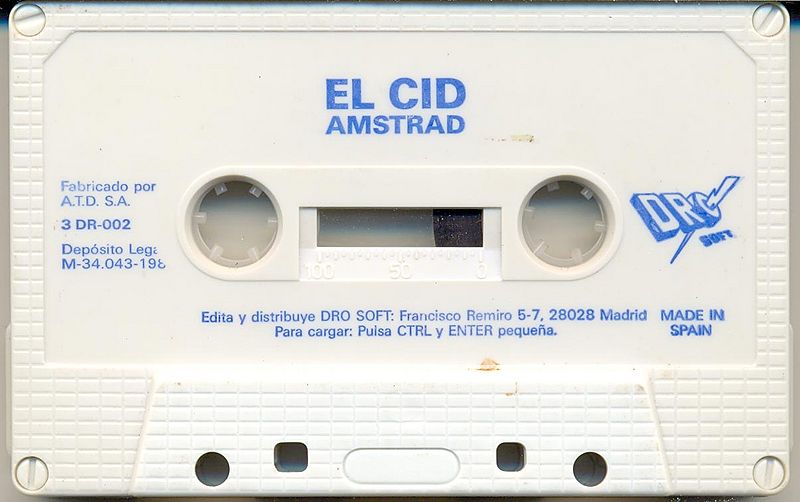 EL CID
AMSTRAD
Fabricado por
A.T.D. S.A.
3 DR-002
Depósito Lega
M-34.043-198
DRO
SOFT
100 50 0
Edita y distribuye DRO SOFT: Francisco Remiro 5-7, 28028 Madrid
Para cargar: Pulsa CTRL y ENTER pequeña.
MADE IN
SPAIN